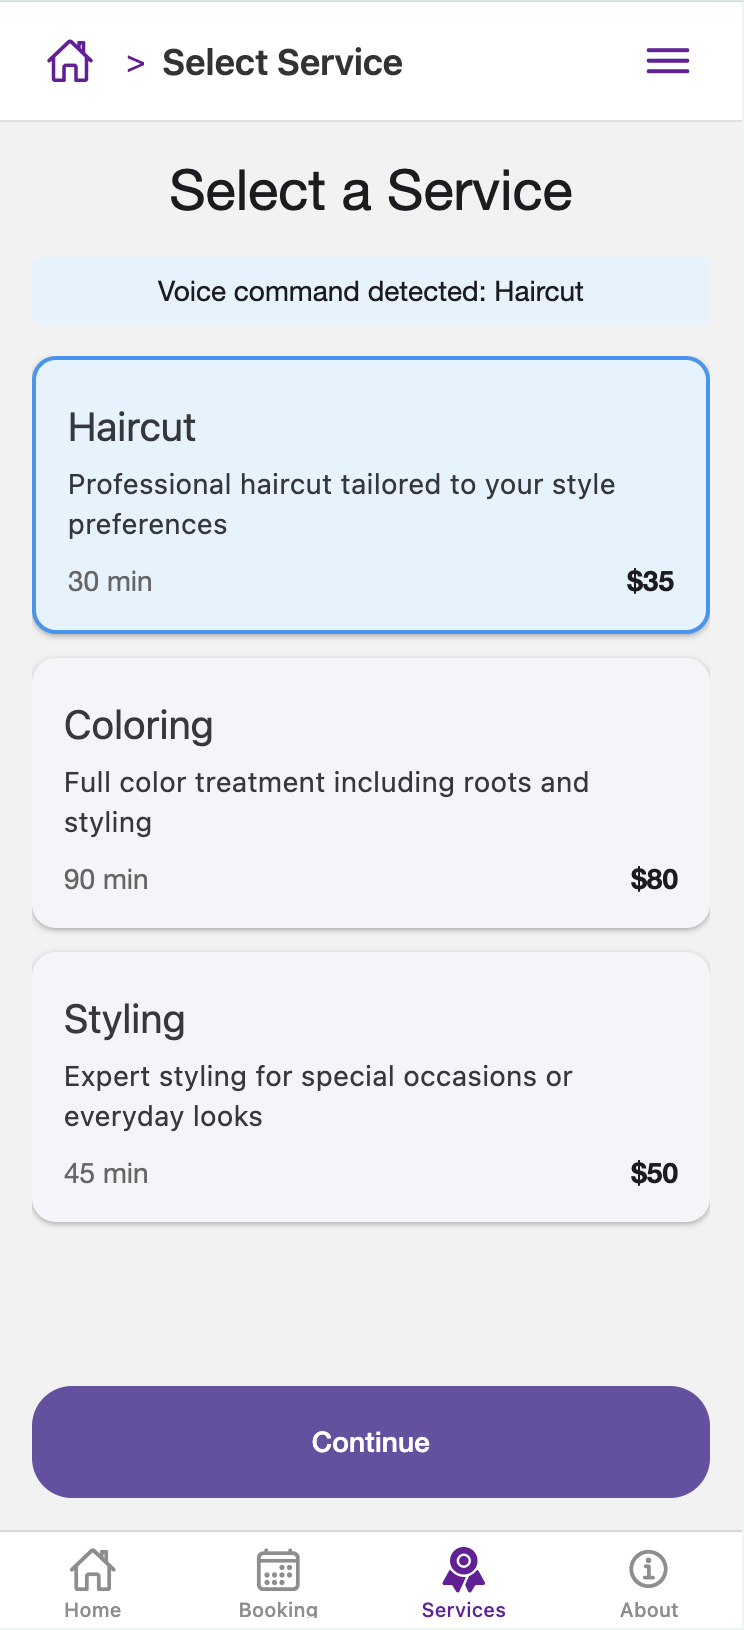 > Select Service
Select a Service
Voice command detected: Haircut
Haircut
Professional haircut tailored to your style
preferences
30 min $35
Coloring
Full color treatment including roots and
styling
90 min $80
Styling
Expert styling for special occasions or
everyday looks
45 min $50
Continue
Home Booking Services About